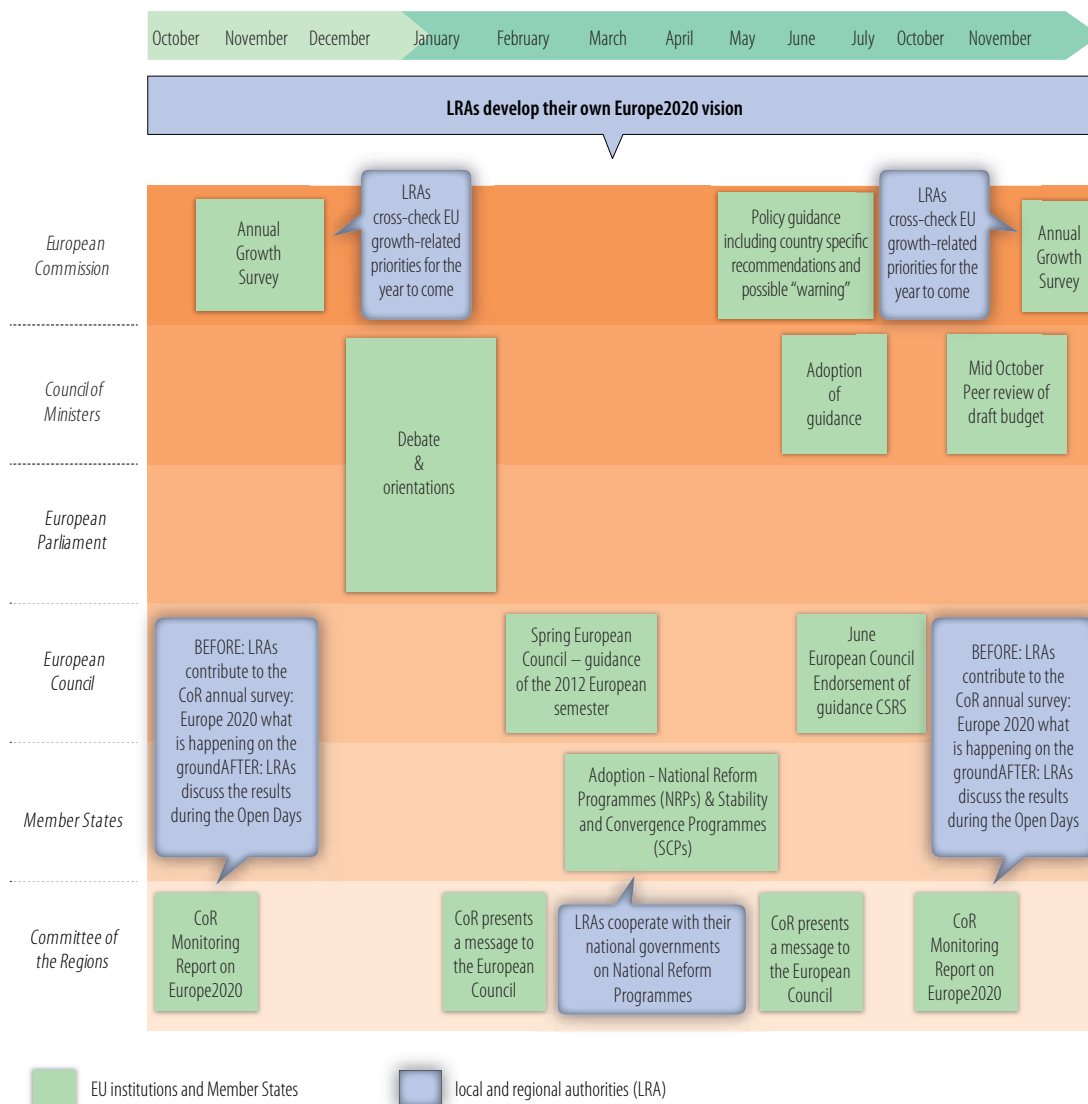 October November December January February March April May June July October November
LRAs develop their own Europe2020 vision
European
Commission
Annual
Growth
Survey
LRAs
cross-check EU
growth-related
priorities for the
year to come
Policy guidance
including country specific
recommendations and
possible “warning”
LRAs
cross-check EU
growth-related
priorities for the
year to come
Annual
Growth
Survey
Council of
Ministers
Debate
&
orientations
Adoption
of
guidance
Mid October
Peer review of
draft budget
European
Parliament
European
Council
BEFORE: LRAs
contribute to the
CoR annual survey:
Europe 2020 what
is happening on the
groundAFTER: LRAs
discuss the results
during the Open Days
Spring European
Council – guidance
of the 2012 European
semester
June
European Council
Endorsement of
guidance CSRS
BEFORE: LRAs
contribute to the
CoR annual survey:
Europe 2020 what
is happening on the
groundAFTER: LRAs
discuss the results
during the Open Days
Member States
Adoption - National Reform
Programmes (NRPs) & Stability
and Convergence Programmes
(SCPs)
Committee of
the Regions
CoR
Monitoring
Report on
Europe2020
CoR presents
a message to
the European
Council
LRAs cooperate with their
national governments
on National Reform
Programmes
CoR presents
a message to
the European
Council
CoR
Monitoring
Report on
Europe2020
EU institutions and Member States
local and regional authorities (LRA)